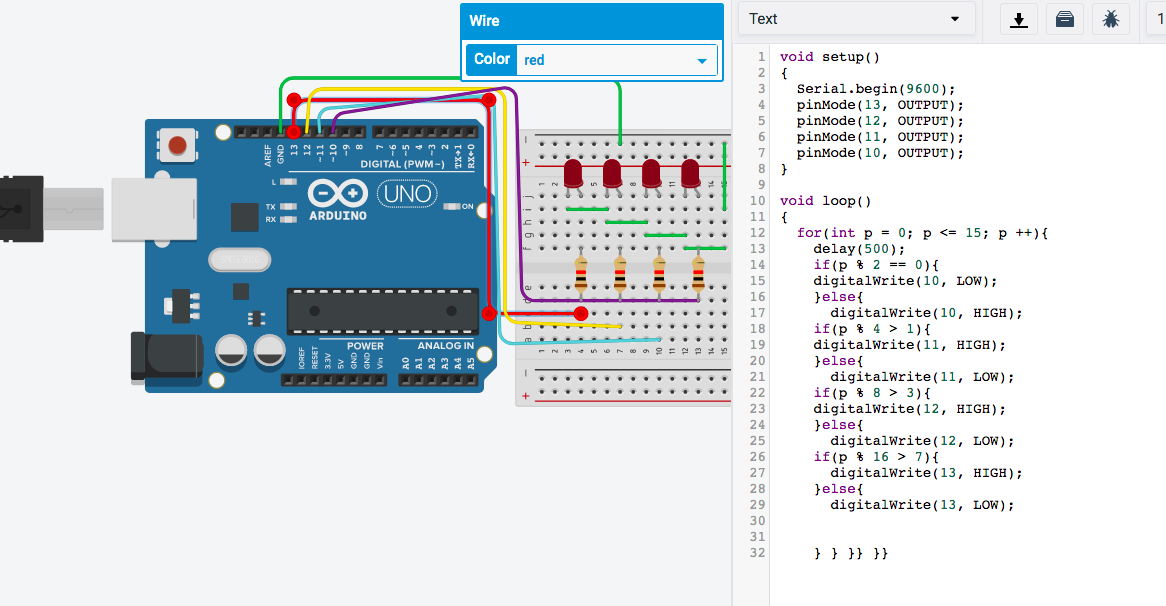 Wire
Color red
Text
1
AREF
GND
13
12
~11
~10
~9
8
7
~6
~5
4
~3
2
TX→1
RX←0
DIGITAL (PWM~)
L
TX
RX
ARDUINO
UNO
ON
IOREF
RESET
3.3V
5V
GND
GND
Vin
POWER
ANALOG IN
A0
A1
A2
A3
A4
A5
1 void setup()
2 {
3 Serial.begin(9600);
4 pinMode(13, OUTPUT);
5 pinMode(12, OUTPUT);
6 pinMode(11, OUTPUT);
7 pinMode(10, OUTPUT);
8 }
9
10 void loop()
11 {
12 for(int p = 0; p <= 15; p ++){
13 delay(500);
14 if(p % 2 == 0){
15 digitalWrite(10, LOW);
16 }else{
17 digitalWrite(10, HIGH);
18 if(p % 4 > 1){
19 digitalWrite(11, HIGH);
20 }else{
21 digitalWrite(11, LOW);
22 if(p % 8 > 3){
23 digitalWrite(12, HIGH);
24 }else{
25 digitalWrite(12, LOW);
26 if(p % 16 > 7){
27 digitalWrite(13, HIGH);
28 }else{
29 digitalWrite(13, LOW);
30
31
32 } } }} }}